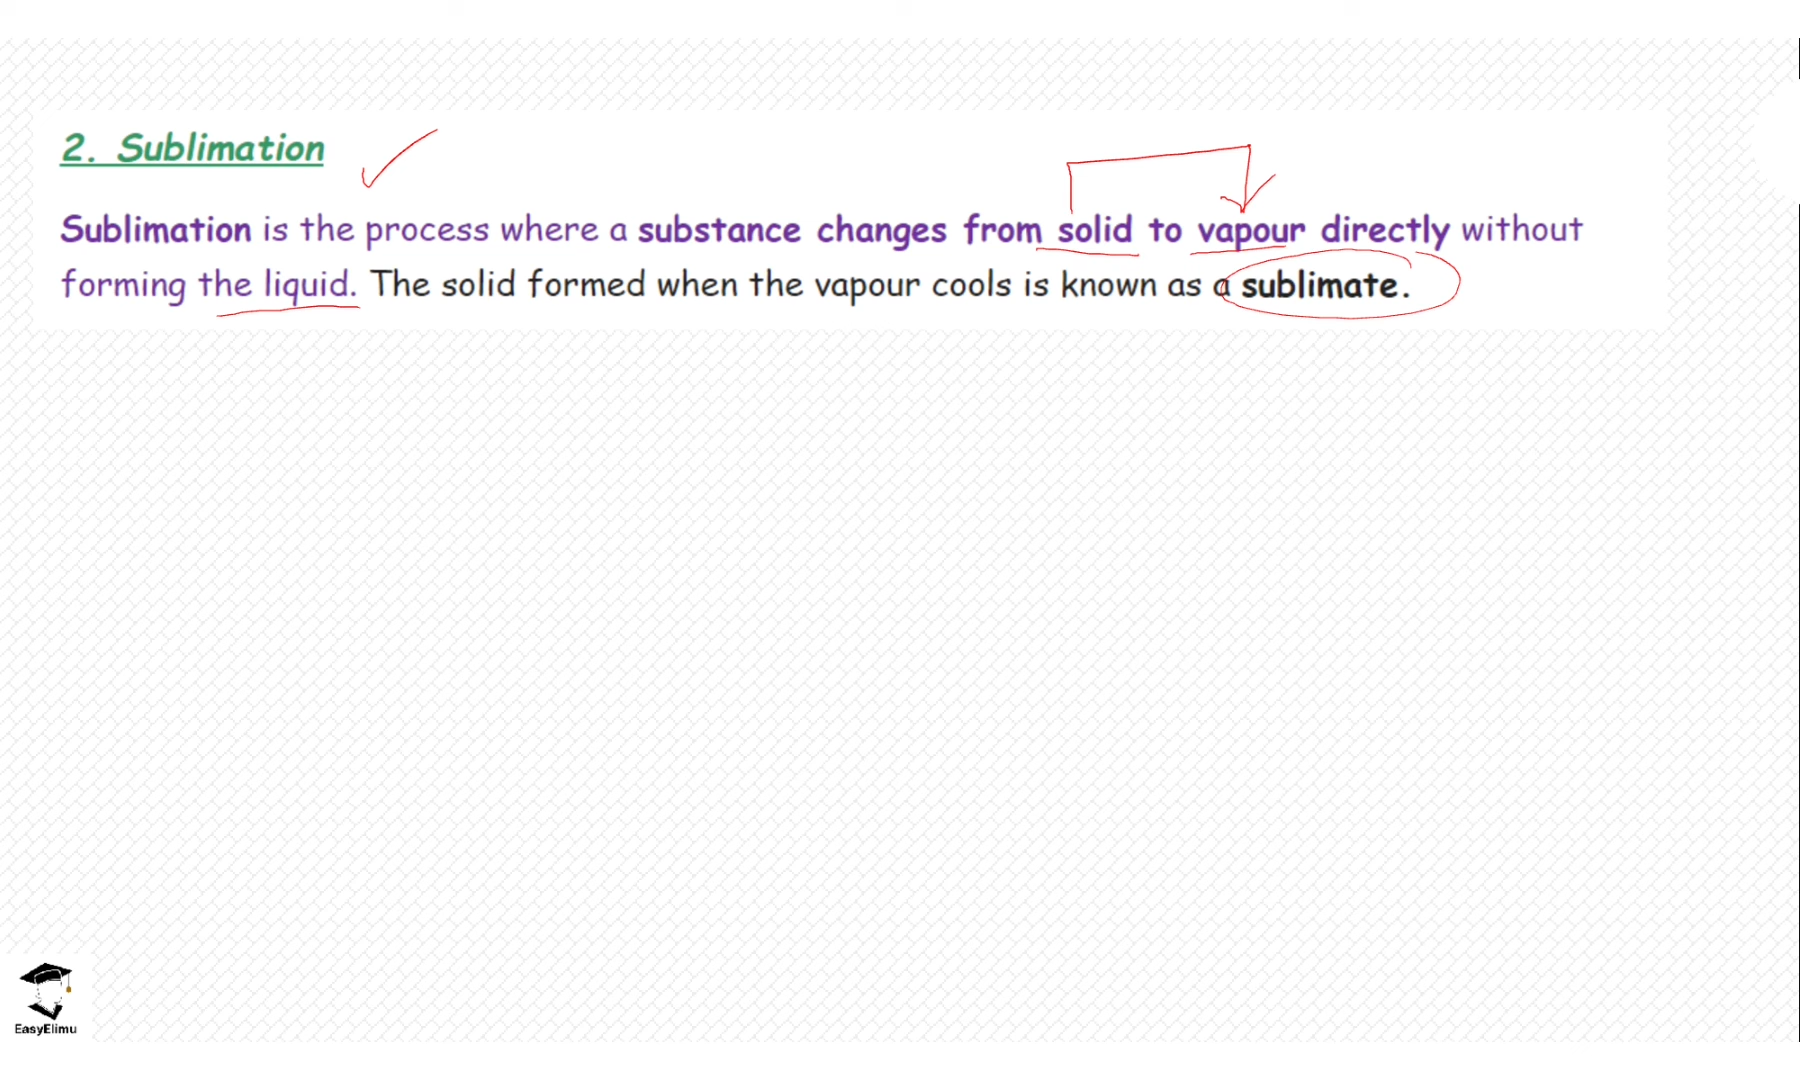 2. Sublimation
Sublimation is the process where a substance changes from solid to vapour directly without
forming the liquid. The solid formed when the vapour cools is known as a sublimate.
EasyElimu